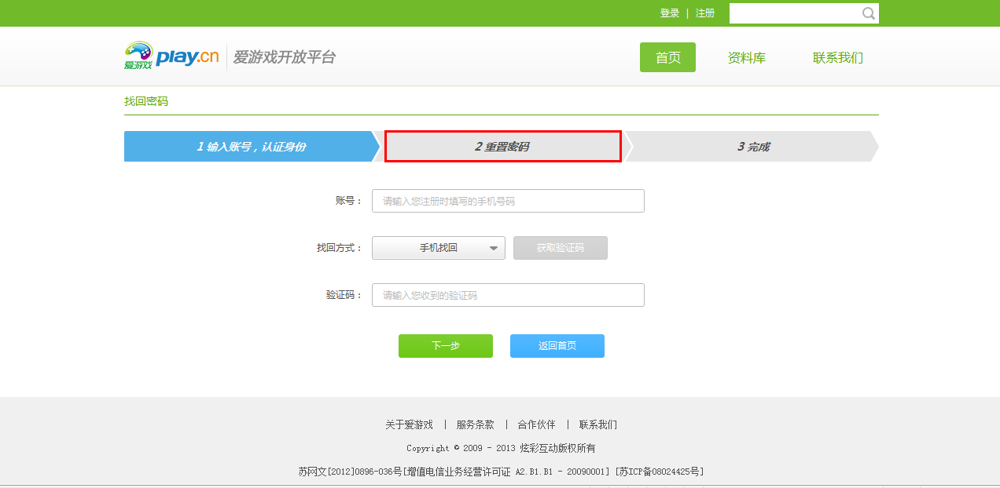 登录 | 注册
爱游戏 play.cn 爱游戏开放平台 首页 资料库 联系我们
找回密码
1 输入账号，认证身份 2 重置密码 3 完成
账号： 请输入您注册时填写的手机号码
找回方式： 手机找回 获取验证码
验证码： 请输入您收到的验证码
下一步 返回首页
关于爱游戏 | 服务条款 | 合作伙伴 | 联系我们
Copyright © 2009 - 2013 炫彩互动版权所有
苏网文[2012]0896-036号[增值电信业务经营许可证 A2.B1.B1 - 20090001] [苏ICP备08024425号]